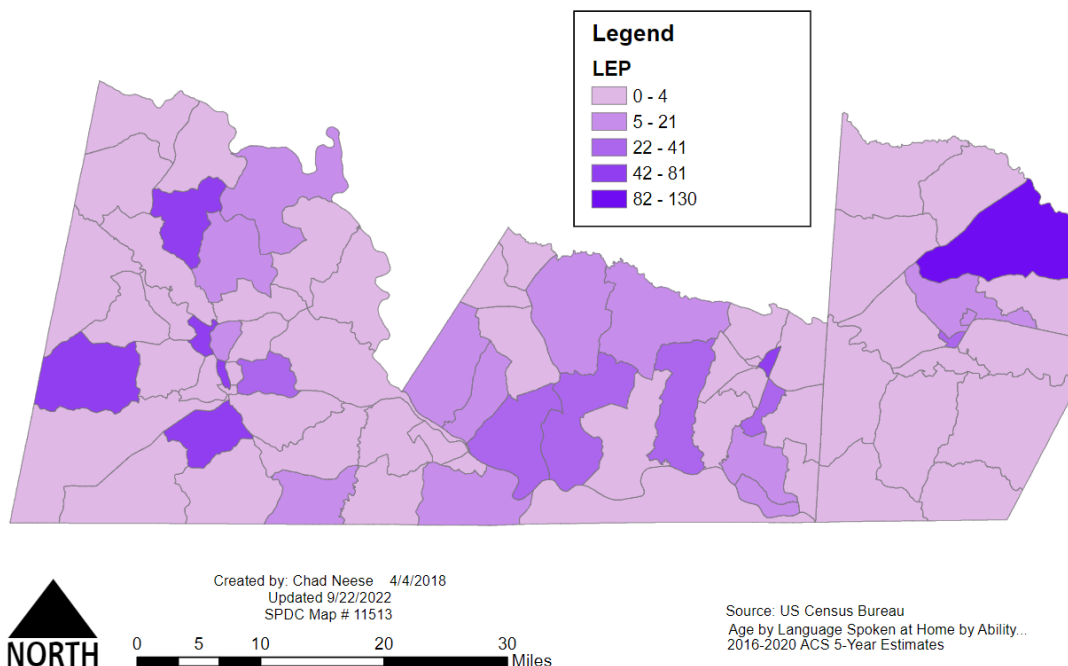 Legend
LEP
0 - 4
5 - 21
22 - 41
42 - 81
82 - 130
Created by: Chad Neese 4/4/2018
Updated 9/22/2022
SPDC Map # 11513
NORTH
0 5 10 20 30
Miles
Source: US Census Bureau
Age by Language Spoken at Home by Ability...
2016-2020 ACS 5-Year Estimates